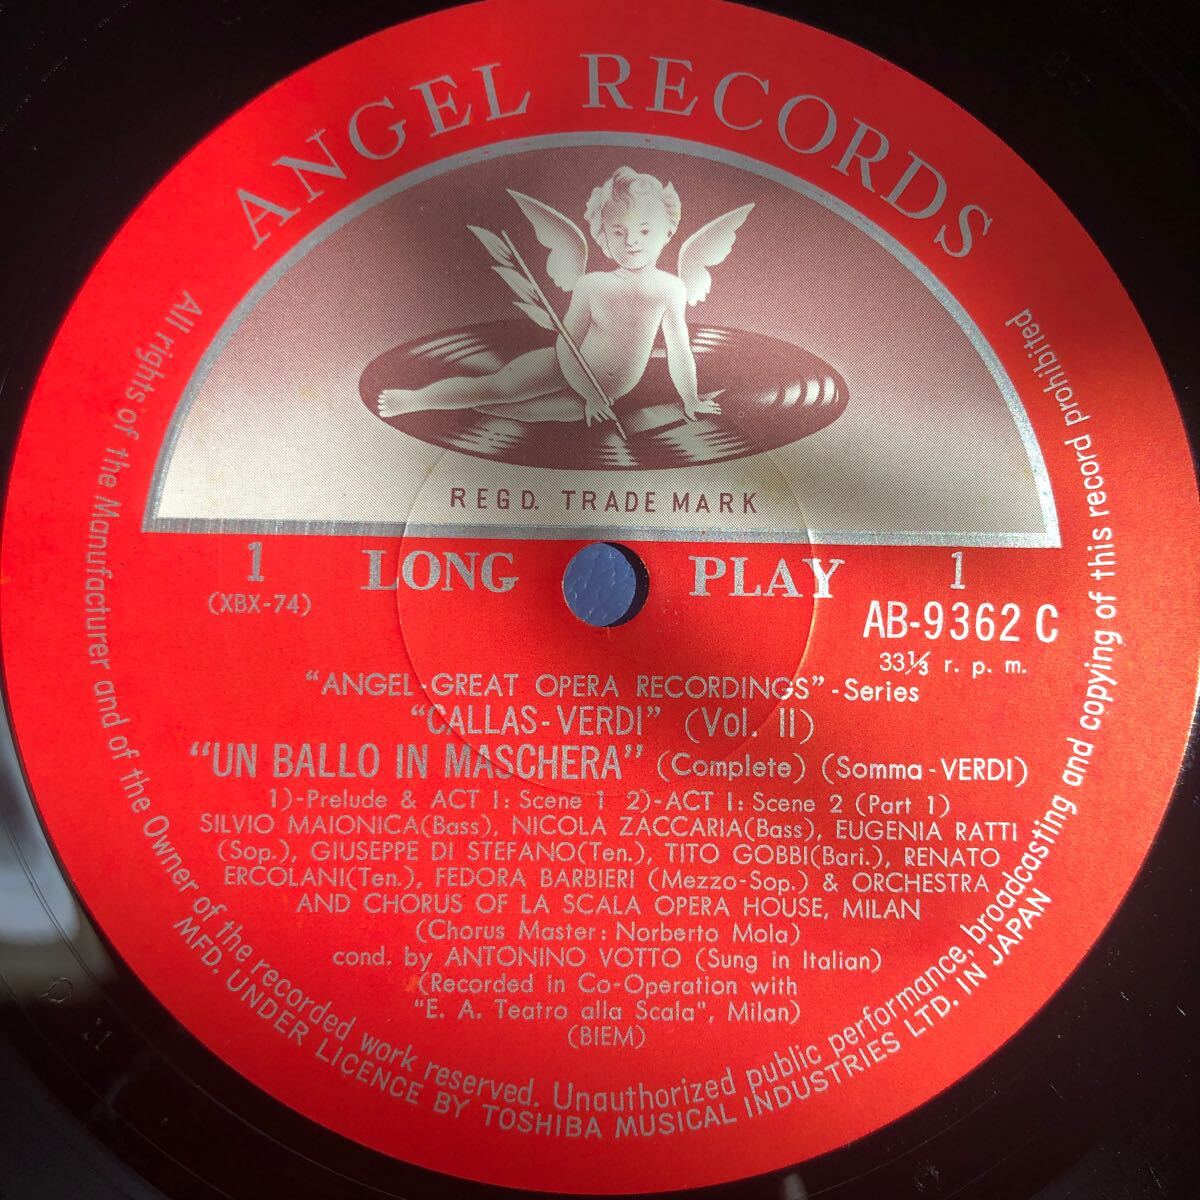 ANGEL RECORDS
REGD. TRADE MARK
1 LONG PLAY 1
(XBX-74)
AB-9362 C
33⅓ r. p. m.
"ANGEL-GREAT OPERA RECORDINGS"-Series
"CALLAS-VERDI" (Vol. II)
"UN BALLO IN MASCHERA" (Complete) (Somma-VERDI)
1)-Prelude & ACT I: Scene 1 2)-ACT I: Scene 2 (Part 1)
SILVIO MAIONICA(Bass), NICOLA ZACCARIA(Bass), EUGENIA RATTI
(Sop.), GIUSEPPE DI STEFANO(Ten.), TITO GOBBI(Bari.), RENATO
ERCOLANI(Ten.), FEDORA BARBIERI (Mezzo-Sop.) & ORCHESTRA
AND CHORUS OF LA SCALA OPERA HOUSE, MILAN
(Chorus Master: Norberto Mola)
cond. by ANTONINO VOTTO (Sung in Italian)
(Recorded in Co-Operation with
"E. A. Teatro alla Scala", Milan)
(BIEM)
All rights of the Manufacturer and of the Owner of the recorded work reserved. Unauthorized public performance, broadcasting and copying of this record prohibited
MFD. UNDER LICENCE BY TOSHIBA MUSICAL INDUSTRIES LTD. IN JAPAN